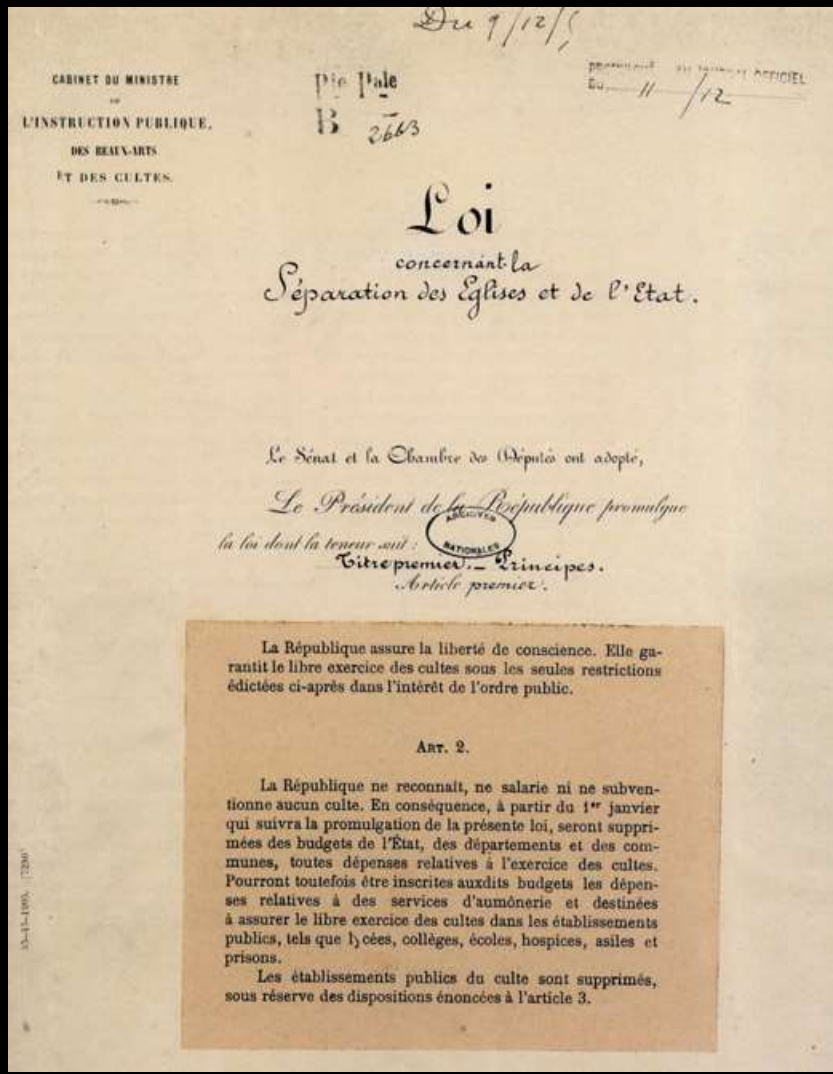 Du 9/12/5
CABINET DU MINISTRE
DE
L'INSTRUCTION PUBLIQUE,
DES BEAUX-ARTS
ET DES CULTES.
B 2663
AU JOURNAL OFFICIEL
DU 11/12
Loi
concernant la
Séparation des Eglises et de l'Etat.
Le Sénat et la Chambre des Députés ont adopté,
Le Président de la République promulgue
la loi dont la teneur suit :
ARCHIVES
NATIONALES
Titre premier. _ Principes.
Article premier.
La République assure la liberté de conscience. Elle ga-
rantit le libre exercice des cultes sous les seules restrictions
édictées ci-après dans l'intérêt de l'ordre public.
ART. 2.
La République ne reconnaît, ne salarie ni ne subven-
tionne aucun culte. En conséquence, à partir du 1er janvier
qui suivra la promulgation de la présente loi, seront suppri-
mées des budgets de l'État, des départements et des com-
munes, toutes dépenses relatives à l'exercice des cultes.
Pourront toutefois être inscrites auxdits budgets les dépen-
ses relatives à des services d'aumônerie et destinées
à assurer le libre exercice des cultes dans les établissements
publics, tels que lycées, collèges, écoles, hospices, asiles et
prisons.
Les établissements publics du culte sont supprimés,
sous réserve des dispositions énoncées à l'article 3.